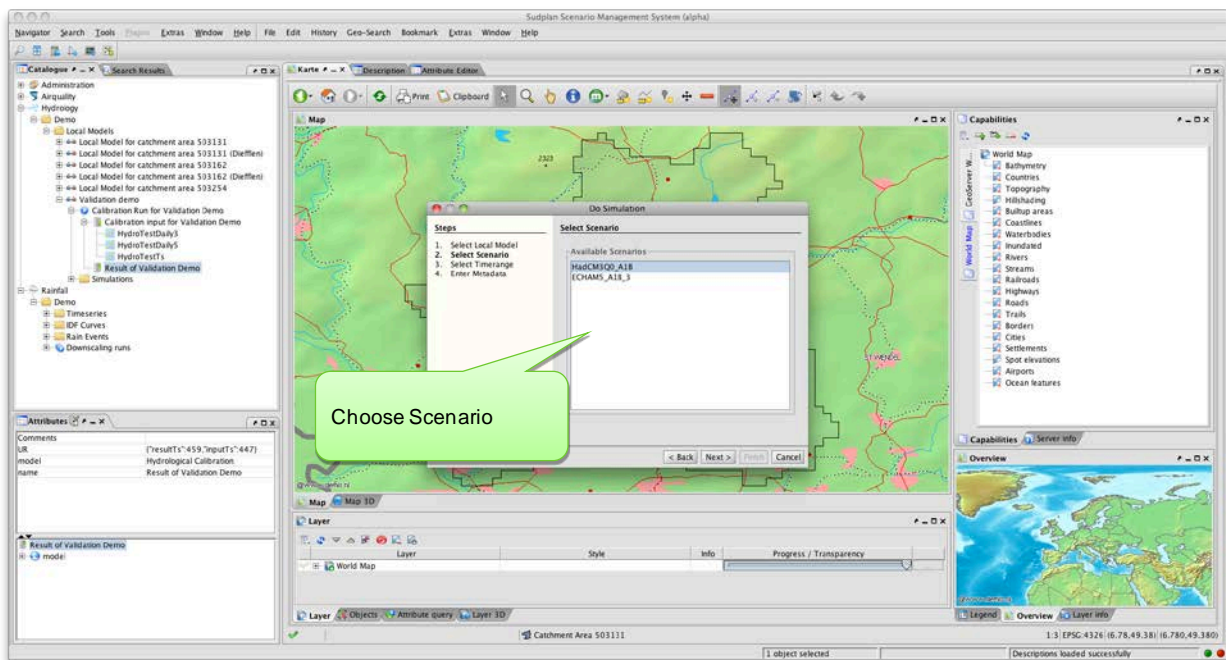 Sudplan Scenario Management System (alpha)
Navigator Search Tools Plugins Extras Window Help File Edit History Geo-Search Bookmark Extras Window Help
Catalogue
Search Results
Administration
Airquality
Hydrology
Demo
Local Models
Local Model for catchment area 503131
Local Model for catchment area 503131 (Diefflen)
Local Model for catchment area 503162
Local Model for catchment area 503162 (Diefflen)
Local Model for catchment area 503254
Validation demo
Calibration Run for Validation Demo
Calibration input for Validation Demo
HydroTestDaily3
HydroTestDaily5
HydroTestTs
Result of Validation Demo
Simulations
Rainfall
Demo
Timeseries
IDF Curves
Rain Events
Downscaling runs
Attributes
Comments
UR {"resultTs":459,"inputTs":447}
model Hydrological Calibration
name Result of Validation Demo
Result of Validation Demo
model
Karte
Description
Attribute Editor
Print
Clipboard
Map
2323
ST.WENDEL
Do Simulation
Steps
1. Select Local Model
2. Select Scenario
3. Select Timerange
4. Enter Metadata
Select Scenario
Available Scenarios
HadCM3Q0_A1B
ECHAM5_A1B_3
< Back Next > Finish Cancel
Choose Scenario
Map
Map 3D
Layer
Layer Style Info Progress / Transparency
World Map
Layer
Objects
Attribute query
Layer 3D
Catchment Area 503131
Capabilities
GeoServer W...
World Map
World Map
Bathymetry
Countries
Topography
Hillshading
Builtup areas
Coastlines
Waterbodies
Inundated
Rivers
Streams
Railroads
Highways
Roads
Trails
Borders
Cities
Settlements
Spot elevations
Airports
Ocean features
Capabilities
Server info
Overview
Legend
Overview
Layer info
1:3 EPSG:4326 (6.78,49.38) (6.780,49.380)
1 object selected
Descriptions loaded successfully